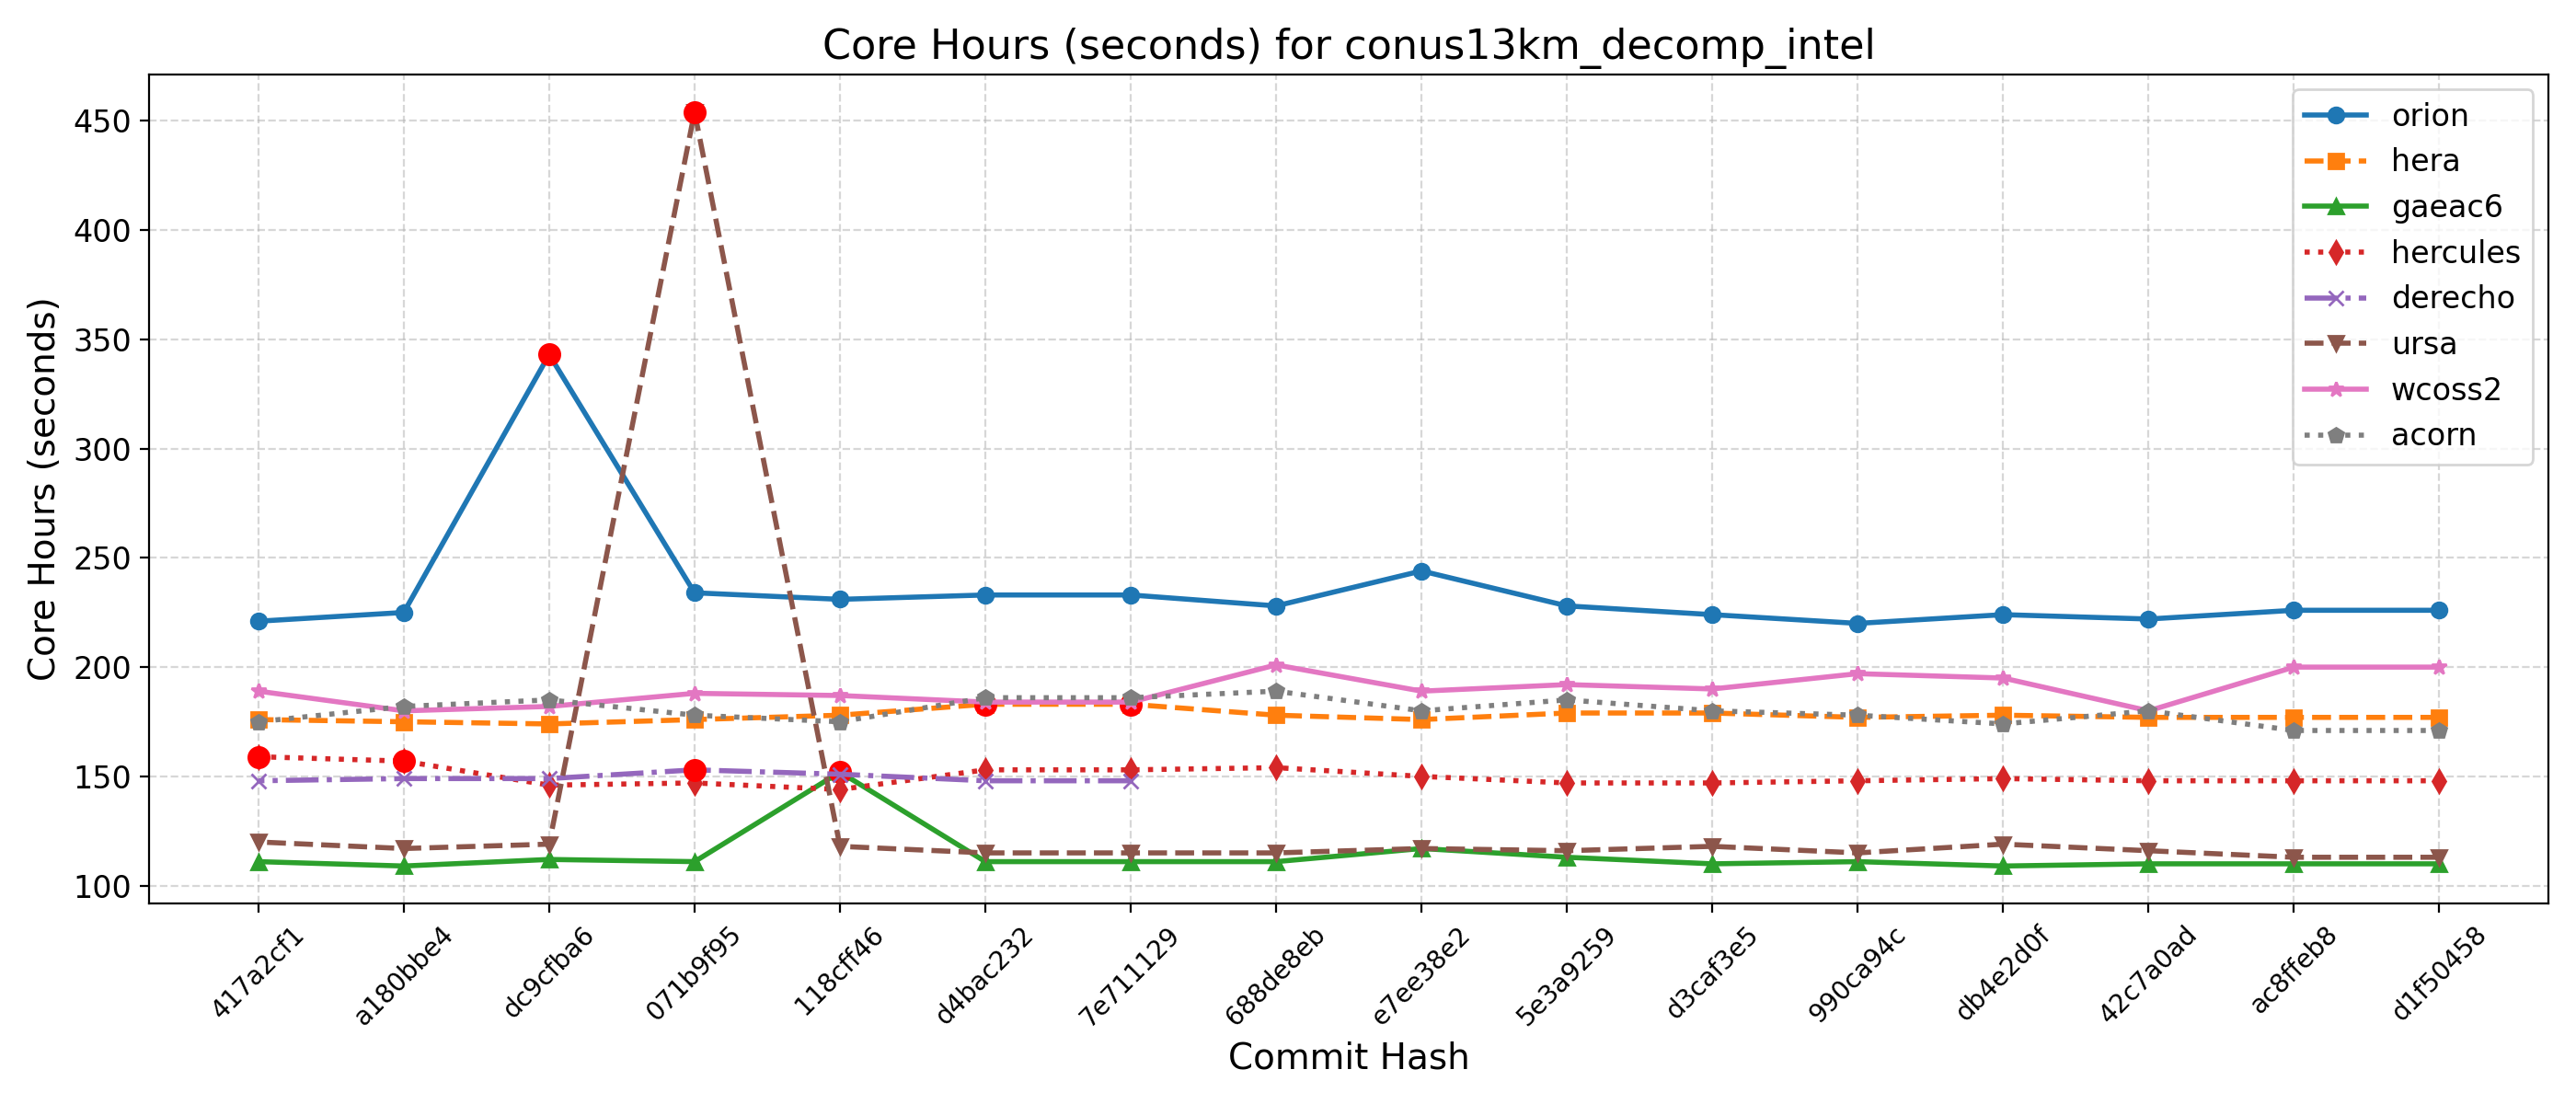 Core Hours (seconds) for conus13km_decomp_intel
Core Hours (seconds)
450
400
350
300
250
200
150
100
orion
hera
gaeac6
hercules
derecho
ursa
wcoss2
acorn
417a2cf1
a180bbe4
dc9cfba6
071b9f95
118cff46
d4bac232
7e711129
688de8eb
e7ee38e2
5e3a9259
d3caf3e5
990ca94c
db4e2d0f
42c7a0ad
ac8ffeb8
d1f50458
Commit Hash